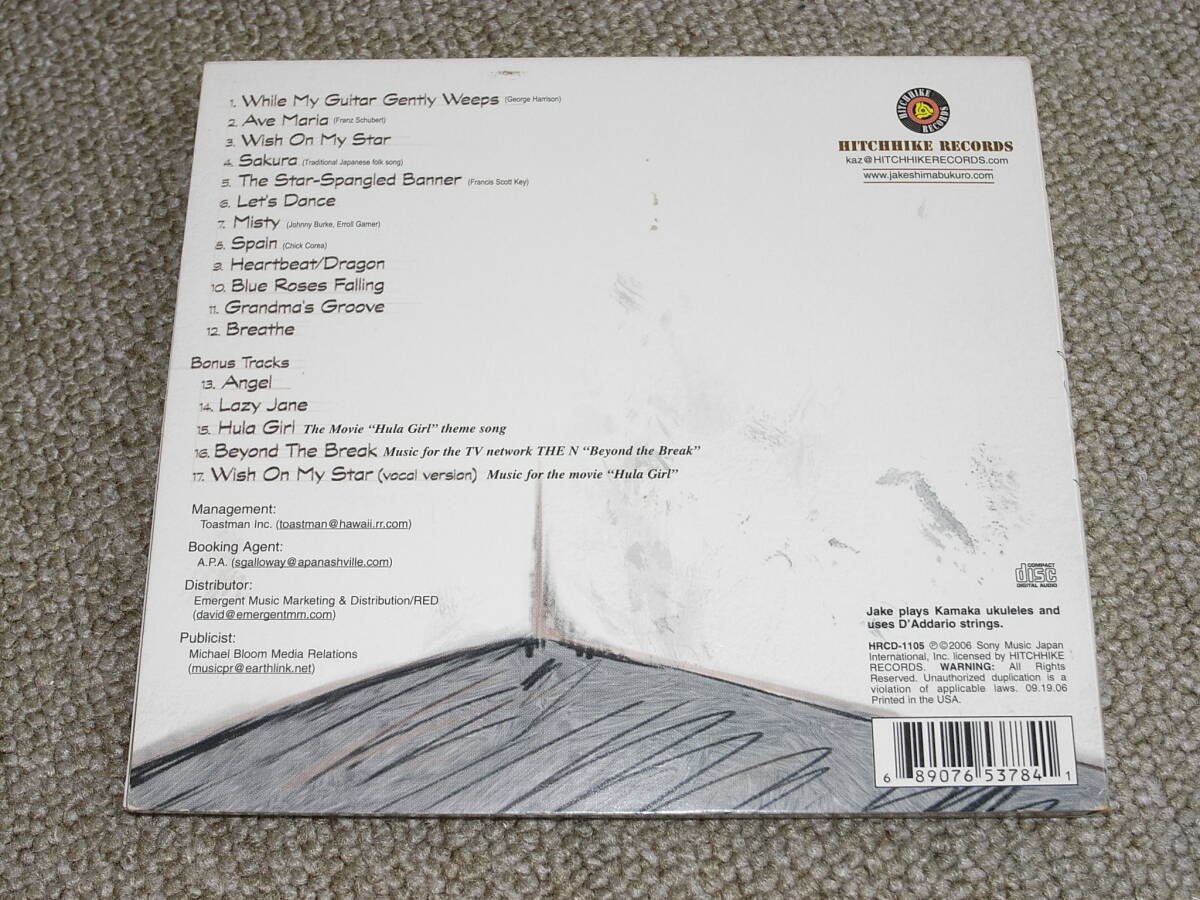 1. While My Guitar Gently Weeps (George Harrison)
2. Ave Maria (Franz Schubert)
3. Wish On My Star
4. Sakura (Traditional Japanese folk song)
5. The Star-Spangled Banner (Francis Scott Key)
6. Let's Dance
7. Misty (Johnny Burke, Erroll Garner)
8. Spain (Chick Corea)
9. Heartbeat/Dragon
10. Blue Roses Falling
11. Grandma's Groove
12. Breathe
Bonus Tracks
13. Angel
14. Lazy Jane
15. Hula Girl The Movie “Hula Girl” theme song
16. Beyond The Break Music for the TV network THE N “Beyond the Break”
17. Wish On My Star (vocal version) Music for the movie “Hula Girl”
Management:
Toastman Inc. (toastman@hawaii.rr.com)
Booking Agent:
A.P.A. (sgalloway@apanashville.com)
Distributor:
Emergent Music Marketing & Distribution/RED
(david@emergentmm.com)
Publicist:
Michael Bloom Media Relations
(musicpr@earthlink.net)
HITCHHIKE
RECORDS
HITCHHIKE RECORDS
kaz@HITCHHIKERECORDS.com
www.jakeshimabukuro.com
COMPACT
disc
DIGITAL AUDIO
Jake plays Kamaka ukuleles and
uses D'Addario strings.
HRCD-1105 ℗©2006 Sony Music Japan
International, Inc. licensed by HITCHHIKE
RECORDS. WARNING: All Rights
Reserved. Unauthorized duplication is a
violation of applicable laws. 09.19.06
Printed in the USA.
6 89076 53784 1